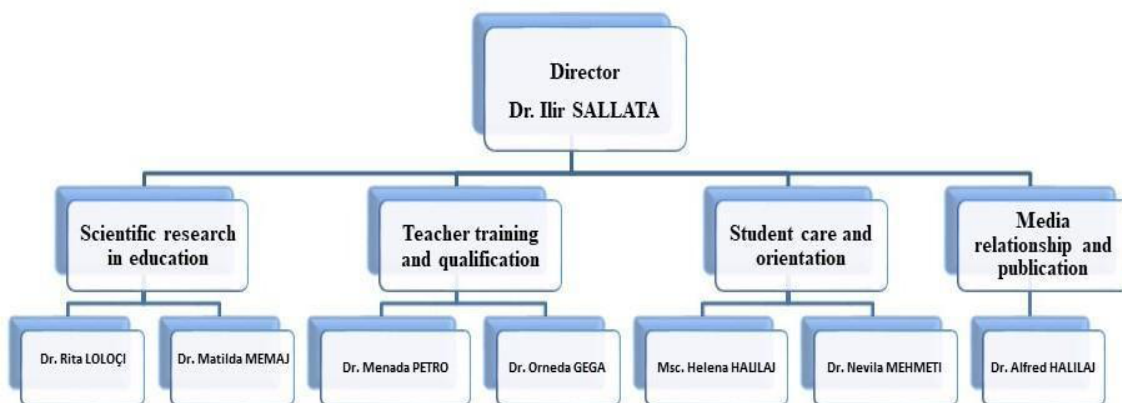 Director
Dr. Ilir SALLATA
Scientific research
in education
Teacher training
and qualification
Student care and
orientation
Media
relationship and
publication
Dr. Rita LOLOÇI
Dr. Matilda MEMAJ
Dr. Menada PETRO
Dr. Orneda GEGA
Msc. Helena HALILAJ
Dr. Nevila MEHMETI
Dr. Alfred HALILAJ